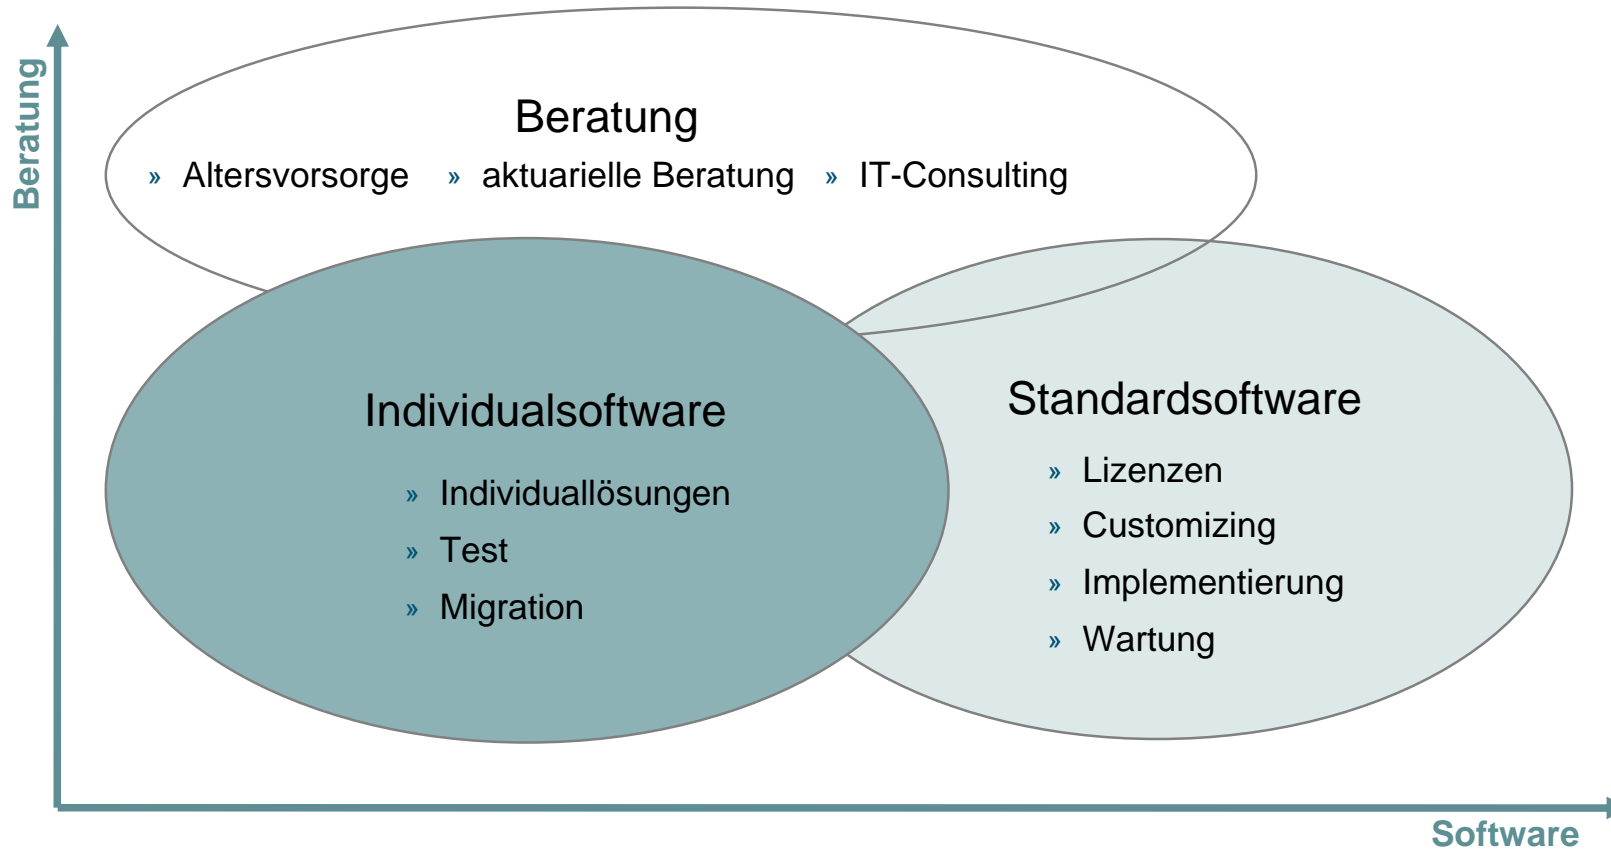 Beratung
Beratung
» Altersvorsorge » aktuarielle Beratung » IT-Consulting
Individualsoftware
» Individuallösungen
» Test
» Migration
Standardsoftware
» Lizenzen
» Customizing
» Implementierung
» Wartung
Software